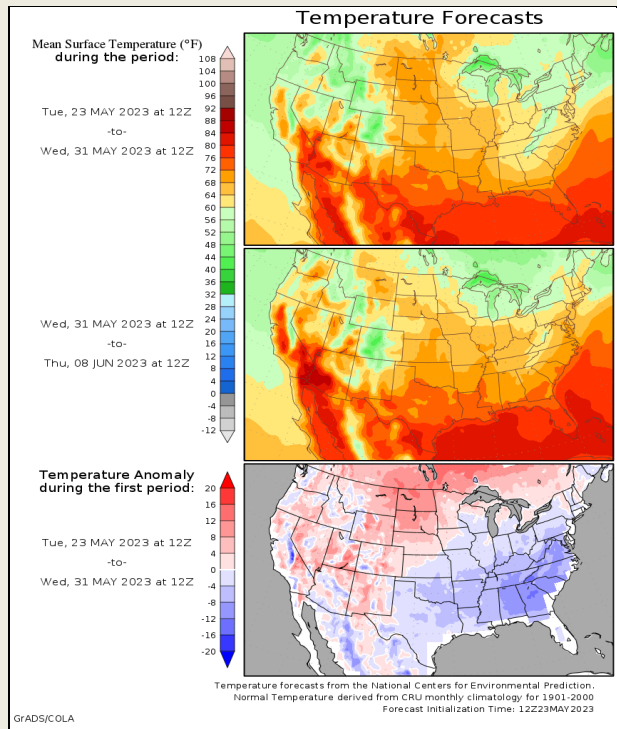 Temperature Forecasts
Mean Surface Temperature (°F)
during the period:
Tue, 23 MAY 2023 at 12Z
-to-
Wed, 31 MAY 2023 at 12Z
108
104
100
96
92
88
84
80
76
72
68
64
60
56
52
48
44
40
36
32
28
24
20
16
12
8
4
0
-4
-8
-12
Wed, 31 MAY 2023 at 12Z
-to-
Thu, 08 JUN 2023 at 12Z
Temperature Anomaly
during the first period:
Tue, 23 MAY 2023 at 12Z
-to-
Wed, 31 MAY 2023 at 12Z
20
16
12
8
4
0
-4
-8
-12
-16
-20
Temperature forecasts from the National Centers for Environmental Prediction.
Normal Temperature derived from CRU monthly climatology for 1901-2000
Forecast Initialization Time: 12Z23MAY2023
GrADS/COLA